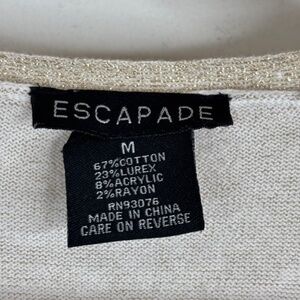 ESCAPADE
M
67%COTTON
23%LUREX
8%ACRYLIC
2%RAYON
RN93076
MADE IN CHINA
CARE ON REVERSE